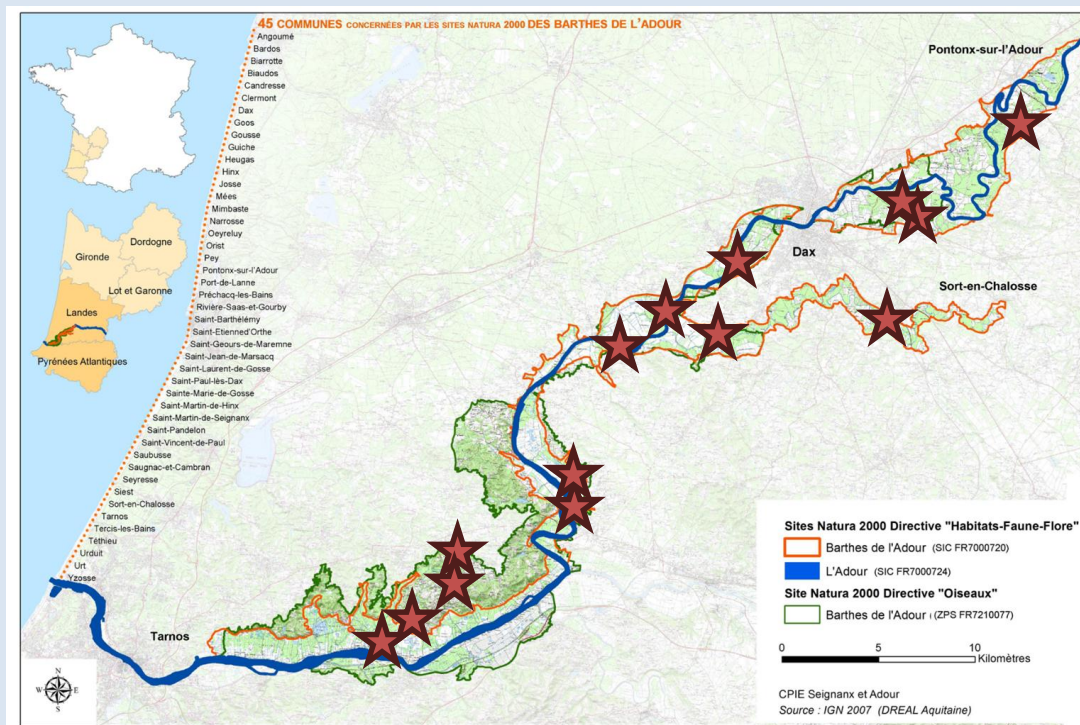 45 COMMUNES CONCERNÉES PAR LES SITES NATURA 2000 DES BARTHES DE L'ADOUR
Angoumé
Bardos
Biarrotte
Biaudos
Candresse
Clermont
Dax
Goos
Gousse
Guiche
Heugas
Hinx
Josse
Mées
Mimbaste
Narrosse
Oeyreluy
Orist
Pey
Pontonx-sur-l'Adour
Port-de-Lanne
Préchacq-les-Bains
Rivière-Saas-et-Gourby
Saint-Barthélémy
Saint-Etienned'Orthe
Saint-Geours-de-Maremne
Saint-Jean-de-Marsacq
Saint-Laurent-de-Gosse
Saint-Paul-lès-Dax
Sainte-Marie-de-Gosse
Saint-Martin-de-Hinx
Saint-Martin-de-Seignanx
Saint-Pandelon
Saint-Vincent-de-Paul
Saubusse
Saugnac-et-Cambran
Seyresse
Siest
Sort-en-Chalosse
Tarnos
Tercis-les-Bains
Téthieu
Urduit
Urt
Yzosse
Gironde
Dordogne
Lot et Garonne
Landes
Pyrénées Atlantiques
Pontonx-sur-l'Adour
Dax
Sort-en-Chalosse
Tarnos
N
W E
S
Sites Natura 2000 Directive "Habitats-Faune-Flore"
Barthes de l'Adour (SIC FR7000720)
L'Adour (SIC FR7000724)
Site Natura 2000 Directive "Oiseaux"
Barthes de l'Adour (ZPS FR7210077)
0 5 10
Kilomètres
CPIE Seignanx et Adour
Source : IGN 2007 (DREAL Aquitaine)